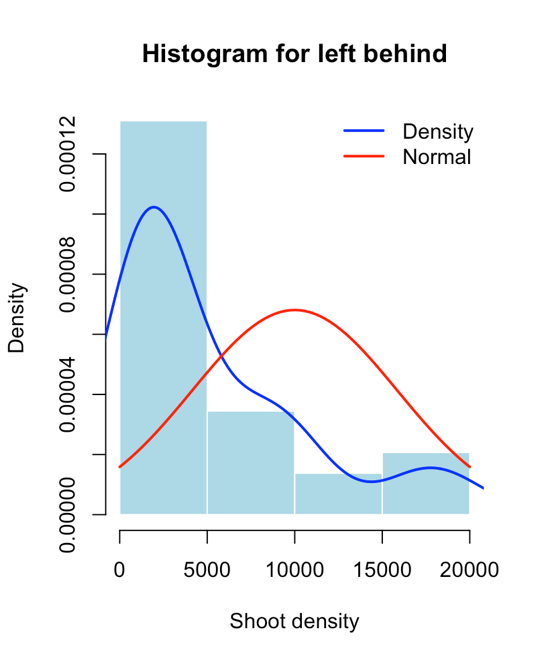 Histogram for left behind
Density
Normal
Density
0.00000
0.00004
0.00008
0.00012
0
5000
10000
15000
20000
Shoot density